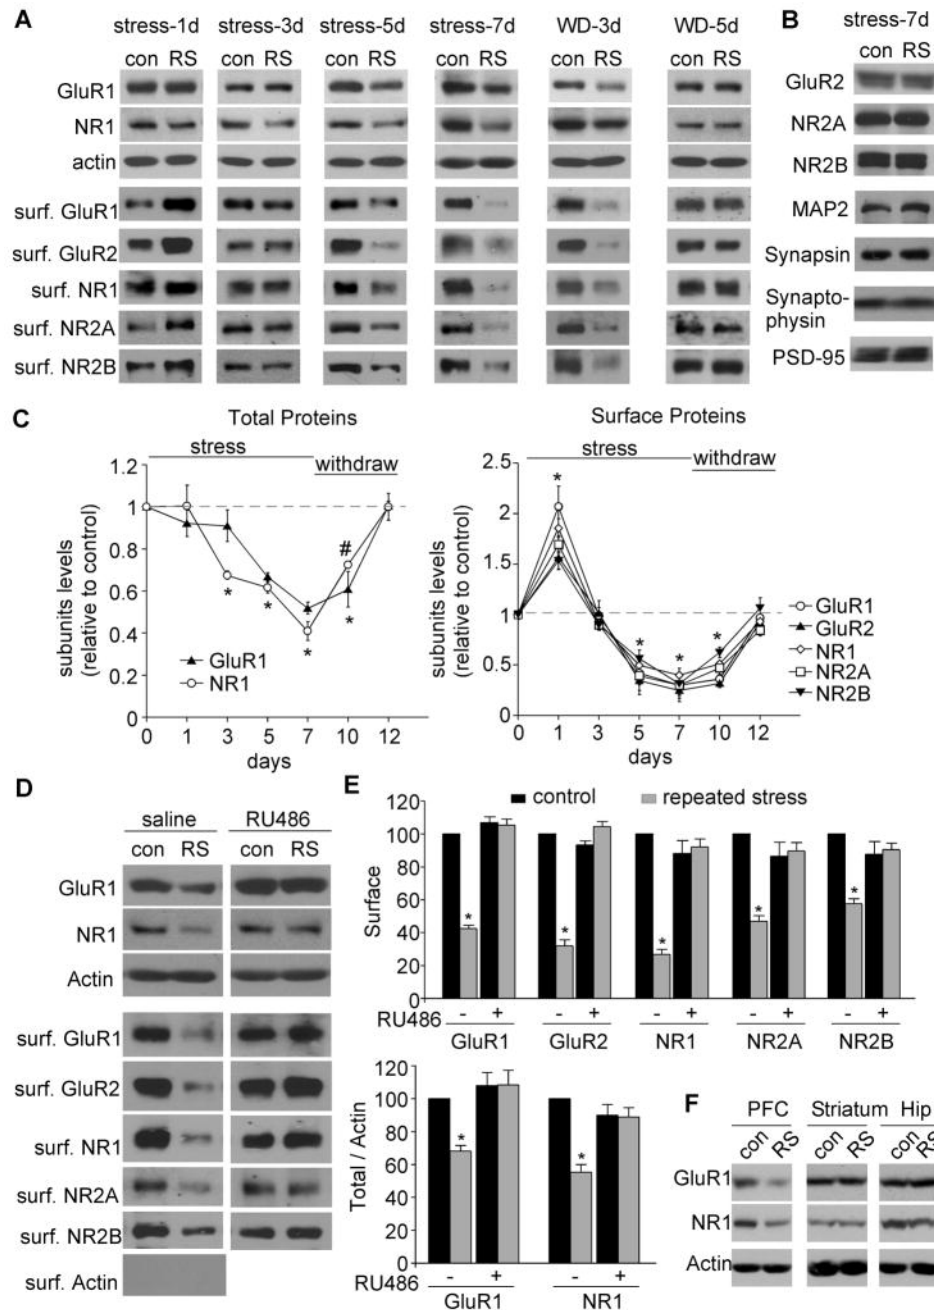 A
stress-1d stress-3d stress-5d stress-7d WD-3d WD-5d
con RS con RS con RS con RS con RS con RS
GluR1
NR1
actin
surf. GluR1
surf. GluR2
surf. NR1
surf. NR2A
surf. NR2B
B
stress-7d
con RS
GluR2
NR2A
NR2B
MAP2
Synapsin
Synapto-
physin
PSD-95
C
Total Proteins
stress
withdraw
1.2
1
0.8
0.6
0.4
0.2
0
subunits levels
(relative to control)
#
* * * *
GluR1
NR1
0 1 3 5 7 10 12
days
Surface Proteins
stress
withdraw
2.5
2
1.5
1
0.5
0
subunits levels
(relative to control)
* * * *
GluR1
GluR2
NR1
NR2A
NR2B
0 1 3 5 7 10 12
days
D
saline RU486
con RS con RS
GluR1
NR1
Actin
surf. GluR1
surf. GluR2
surf. NR1
surf. NR2A
surf. NR2B
surf. Actin
E
control repeated stress
120
100
80
60
40
20
0
Surface
* * * * *
RU486 - + - + - + - + - +
GluR1 GluR2 NR1 NR2A NR2B
120
100
80
60
40
20
0
Total / Actin
* *
RU486 - + - +
GluR1 NR1
F
PFC Striatum Hip
con RS con RS con RS
GluR1
NR1
Actin